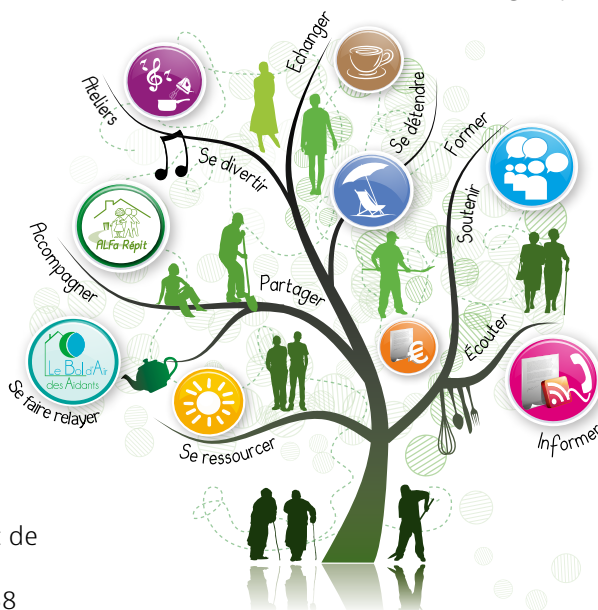 Echanger
Ateliers
Se détendre
Former
Se divertir
Soutenir
ALFa Répit
Accompagner
Partager
Écouter
Le Bol d'Air
des Aidants
€
Se faire relayer
Se ressourcer
Informer
de
8